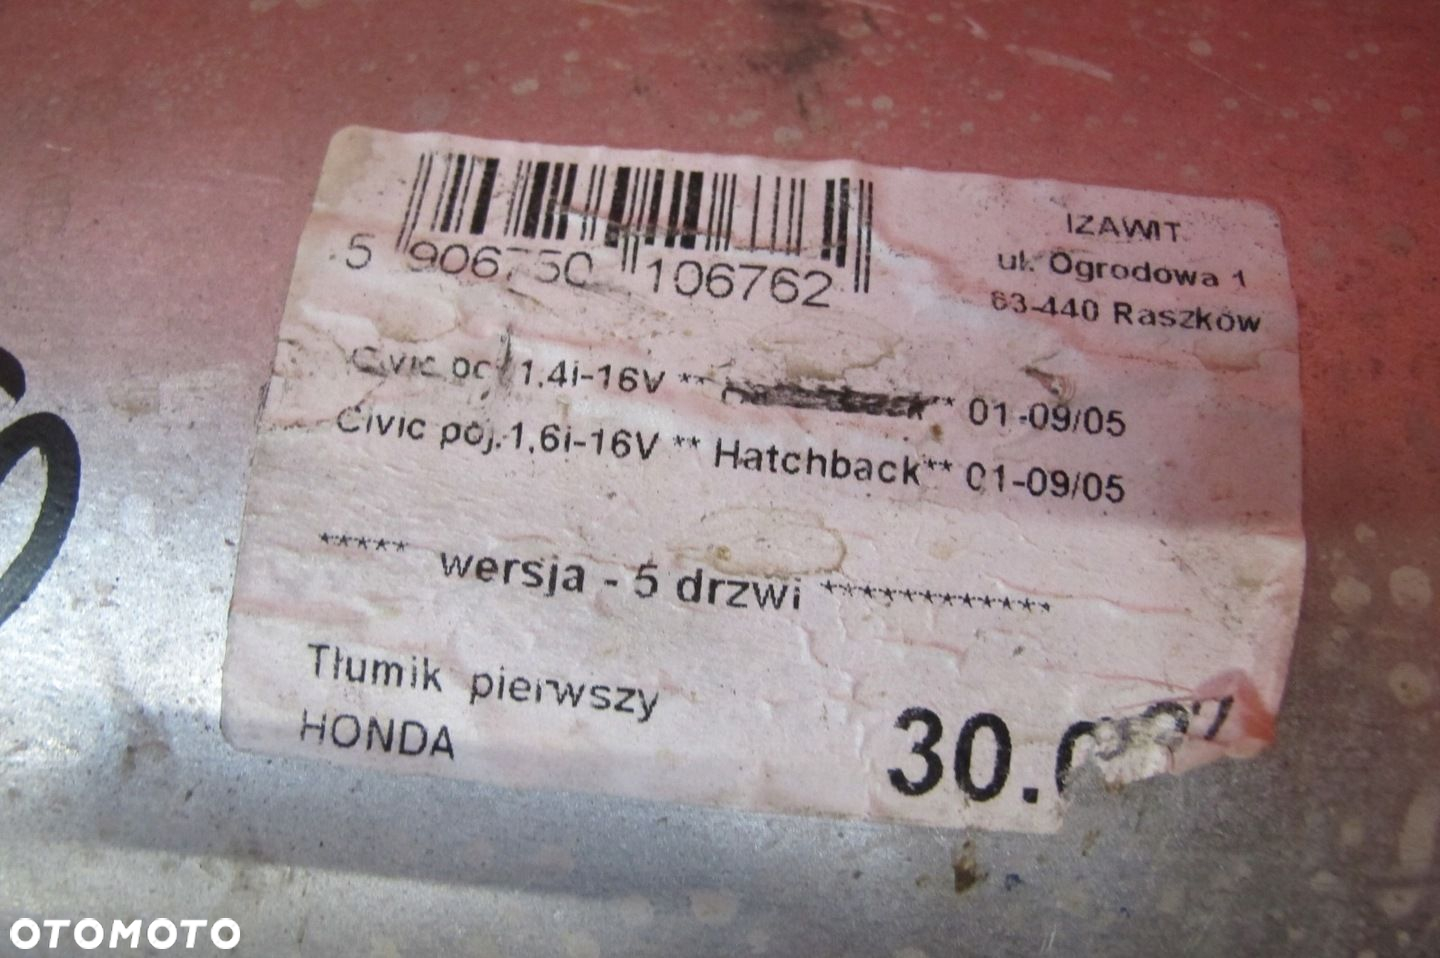 IZAWIT
ul. Ogrodowa 1
63-440 Raszków
5 906750 106762
Civic poj. 1.4i-16V ** ** 01-09/05
Civic poj.1.6i-16V ** Hatchback** 01-09/05
***** wersja - 5 drzwi ************
Tłumik pierwszy
HONDA
30.
OTOMOTO